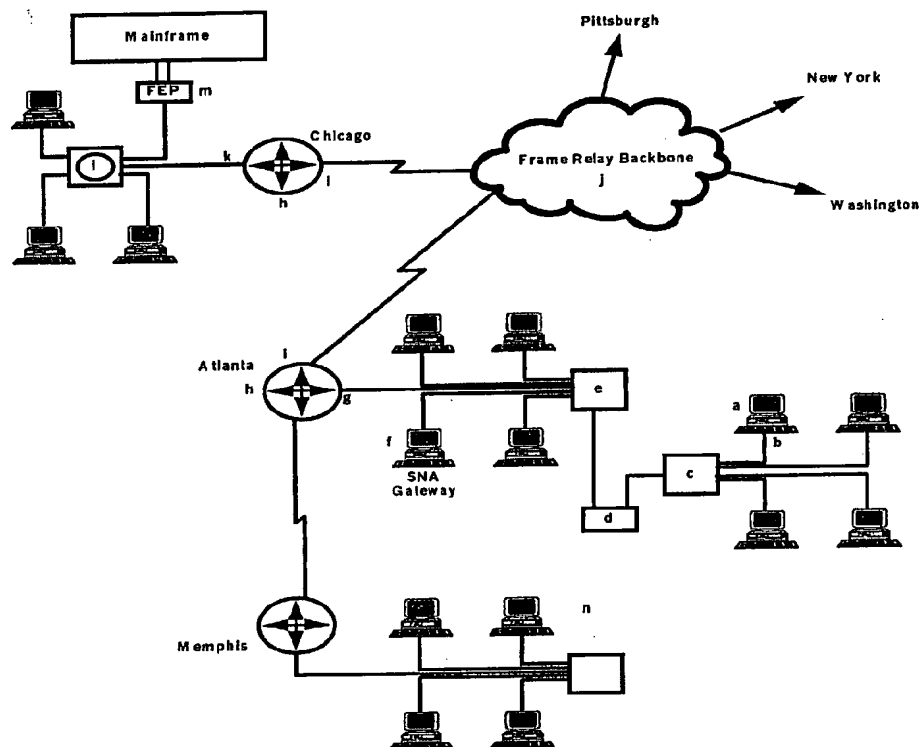 Pittsburgh
Mainframe
New York
FEP m
Chicago
Frame Relay Backbone
j
l
k
i
h
Washington
i
Atlanta
h
g
e
a
b
f
SNA
Gateway
c
d
n
Memphis